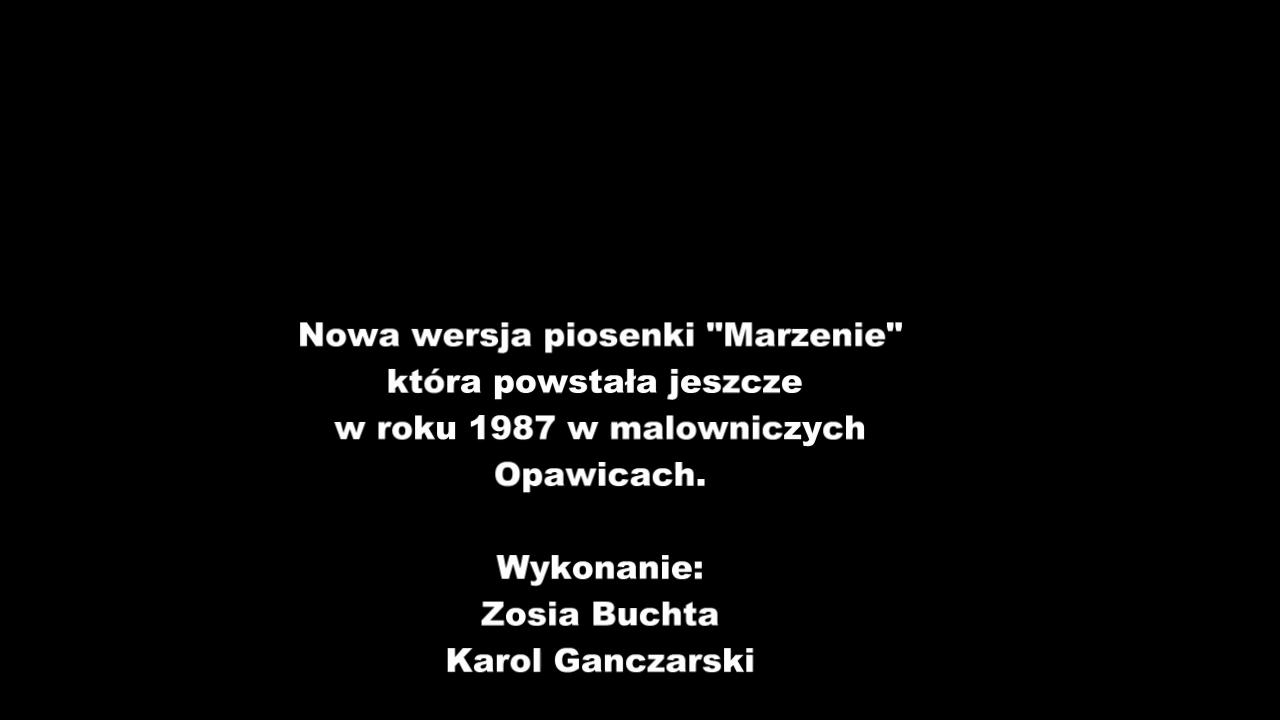 Nowa wersja piosenki "Marzenie"
która powstała jeszcze
w roku 1987 w malowniczych
Opawicach.
Wykonanie:
Zosia Buchta
Karol Ganczarski